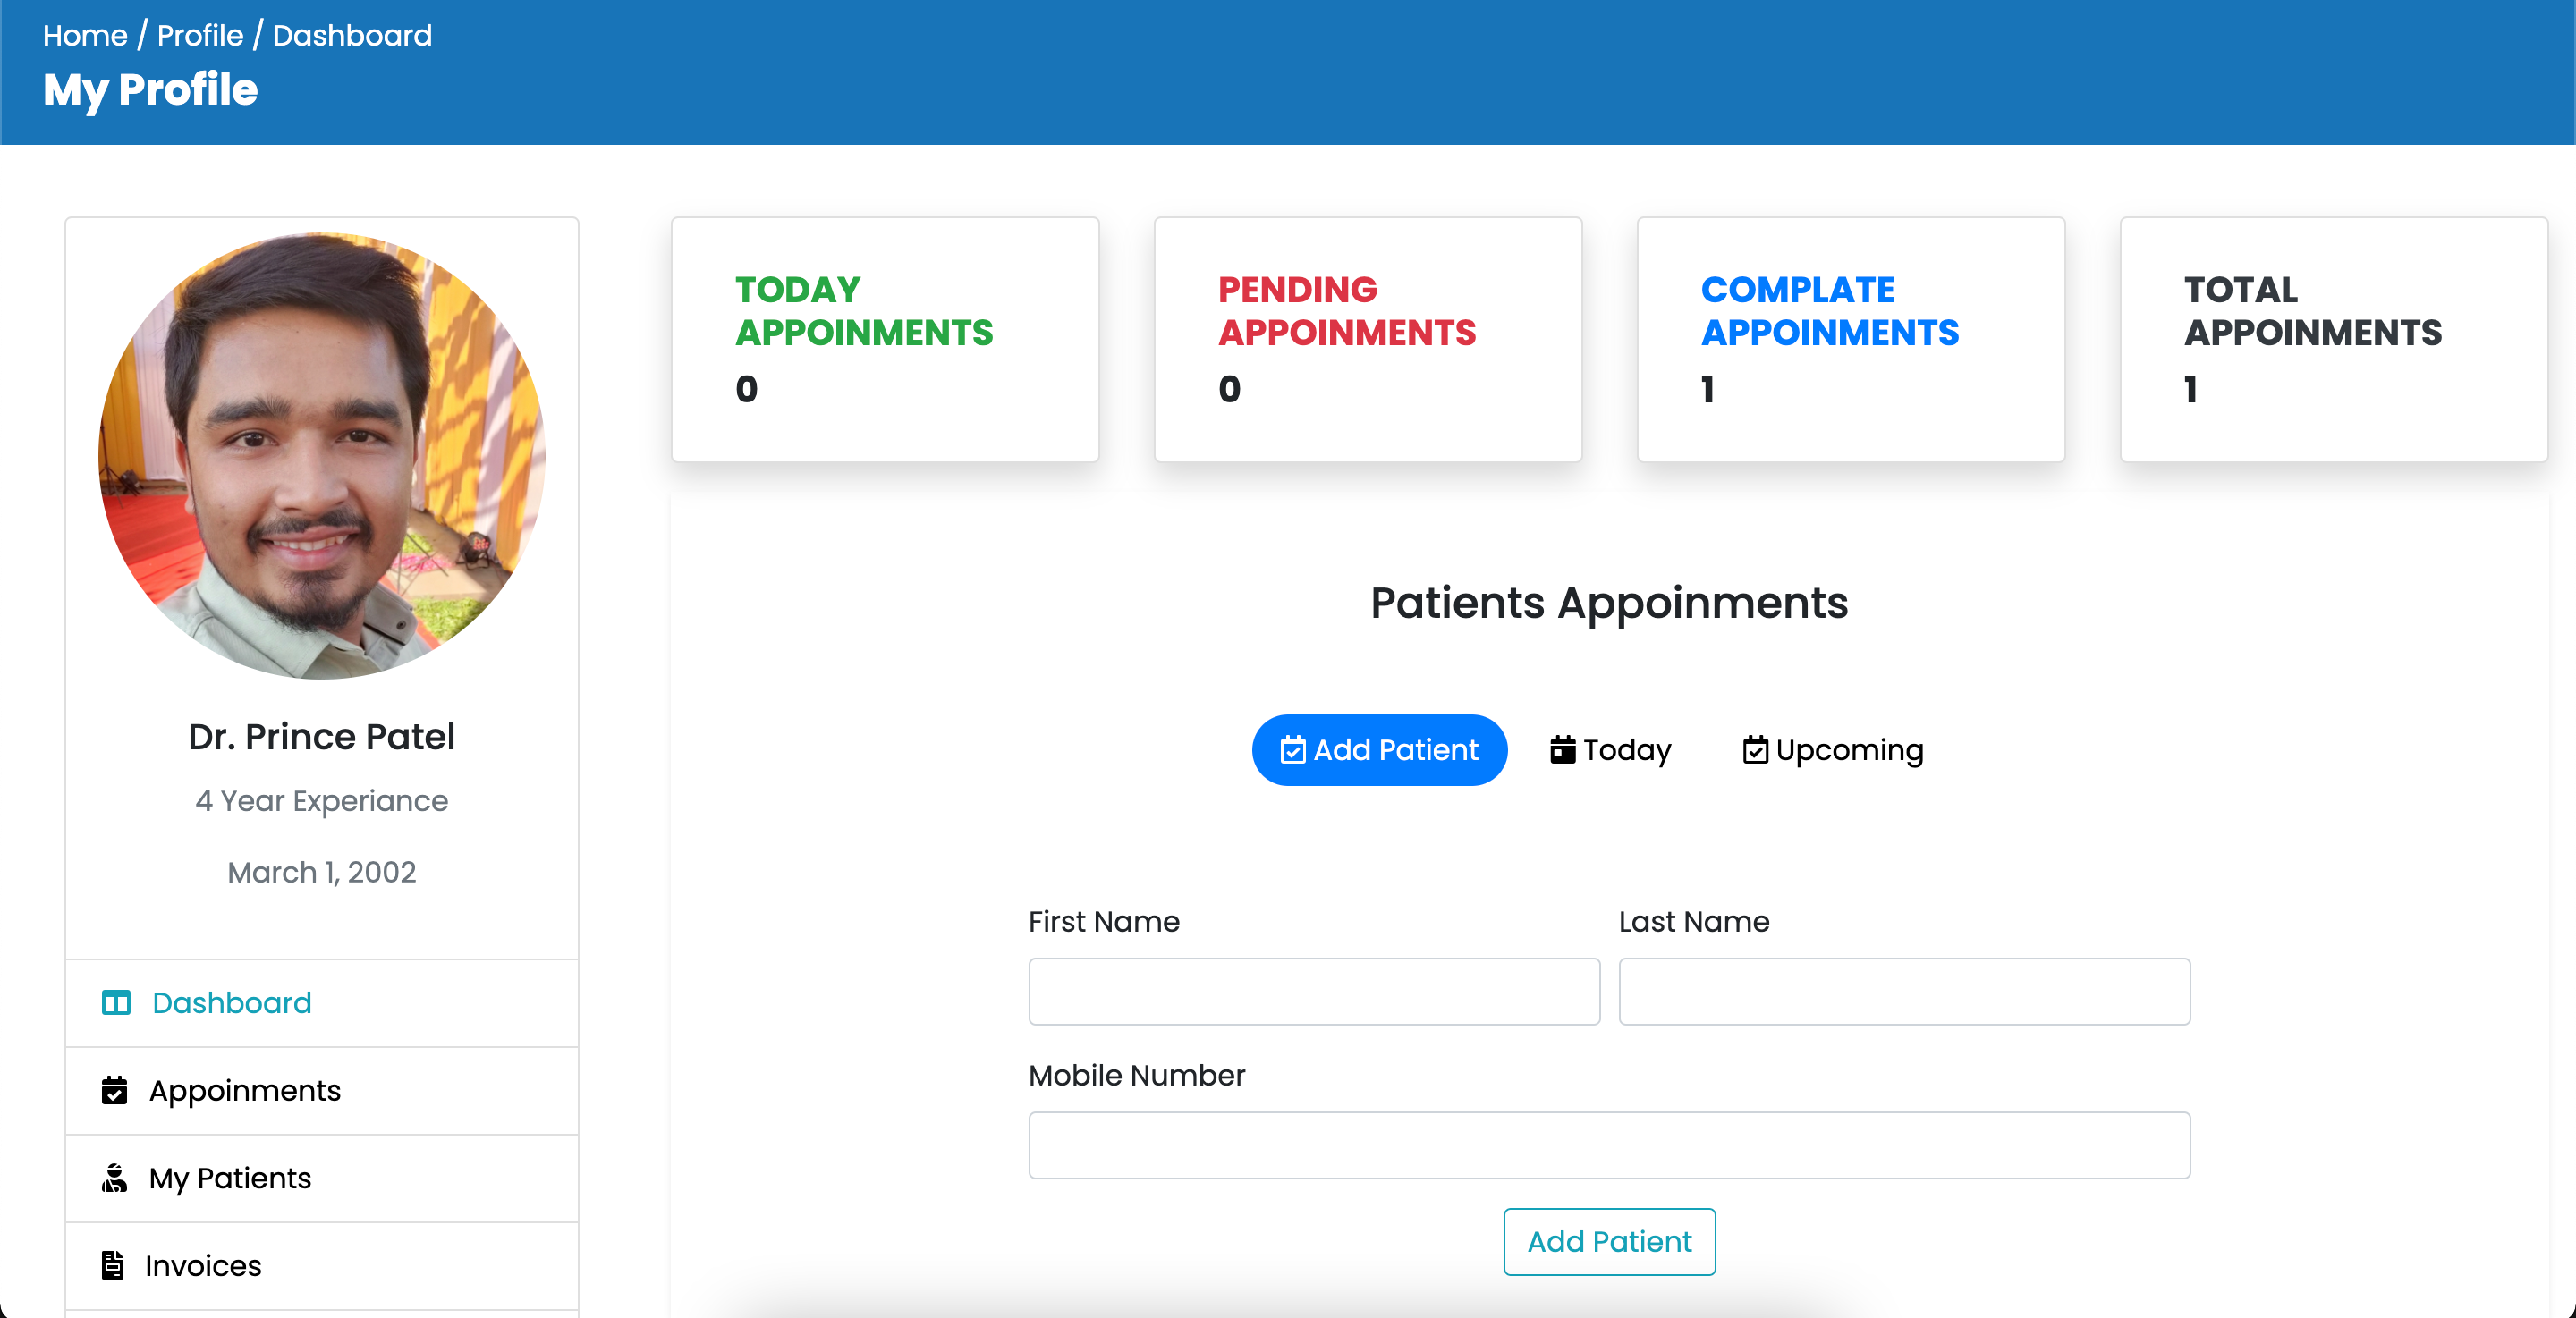 Home / Profile / Dashboard
My Profile
Dr. Prince Patel
4 Year Experiance
March 1, 2002
Dashboard
Appoinments
My Patients
Invoices
TODAY
APPOINMENTS
0
PENDING
APPOINMENTS
0
COMPLATE
APPOINMENTS
1
TOTAL
APPOINMENTS
1
Patients Appoinments
Add Patient
Today
Upcoming
First Name
Last Name
Mobile Number
Add Patient